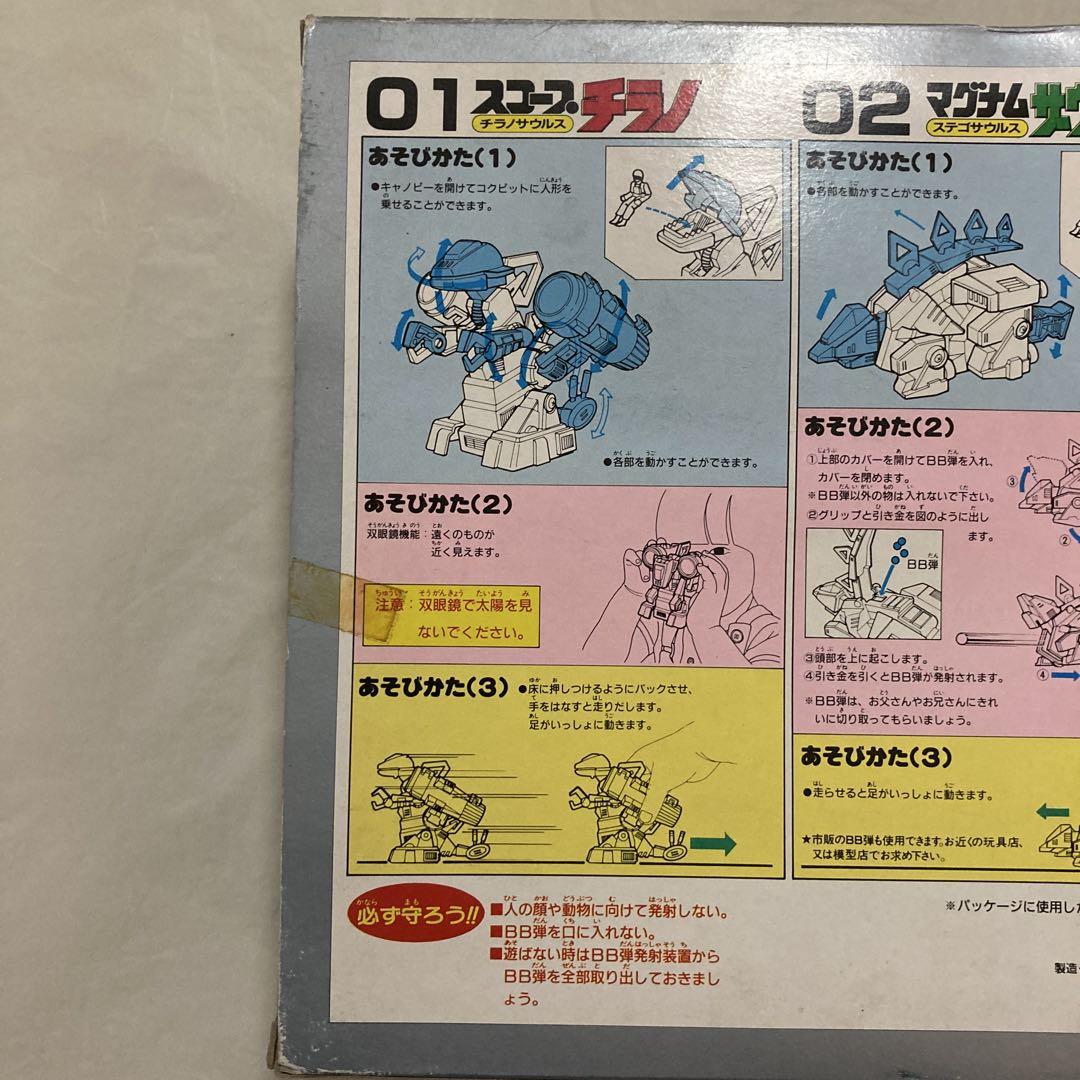 01 スコープ チラノ
チラノサウルス
あそびかた(1)
●キャノピーを開けてコクピットに人形を
乗せることができます。
●各部を動かすことができます。
あそびかた(2)
双眼鏡機能：遠くのものが
近く見えます。
注意：双眼鏡で太陽を見
ないでください。
あそびかた(3)
●床に押しつけるようにバックさせ、
手をはなすと走りだします。
足がいっしょに動きます。
02 マグナム サウ
ステゴサウルス
あそびかた(1)
●各部を動かすことができます。
あそびかた(2)
①上部のカバーを開けてBB弾を入れ、
カバーを閉めます。
※BB弾以外の物は入れないで下さい。
②グリップと引き金を図のように出し
ます。
BB弾
③
②
③頭部を上に起こします。
④引き金を引くとBB弾が発射されます。
④
※BB弾は、お父さんやお兄さんにきれ
いに切り取ってもらいましょう。
あそびかた(3)
●走らせると足がいっしょに動きます。
★市販のBB弾も使用できます。お近くの玩具店、
又は模型店でお求め下さい。
必ず守ろう!!
■人の顔や動物に向けて発射しない。
■BB弾を口に入れない。
■遊ばない時はBB弾発射装置から
BB弾を全部取り出しておきまし
ょう。
※パッケージに使用した
製造・